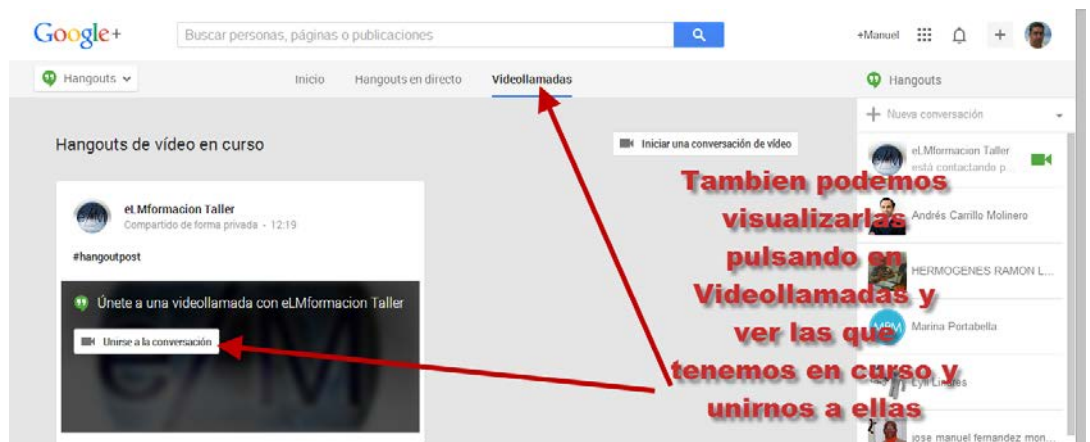 Google+
Buscar personas, páginas o publicaciones
+Manuel
Hangouts
Inicio
Hangouts en directo
Videollamadas
Hangouts
Nueva conversación
Hangouts de vídeo en curso
Iniciar una conversación de vídeo
eLMformacion Taller
está contactando p...
eLMformacion Taller
Compartido de forma privada - 12:19
#hangoutpost
Únete a una videollamada con eLMformacion Taller
Unirse a la conversación
Tambien podemos
visualizarlas
pulsando en
Videollamadas y
ver las que
tenemos en curso y
unirnos a ellas
Andrés Carrillo Molinero
HERMOGENES RAMON L...
Marina Portabella
jose manuel fernandez mon...